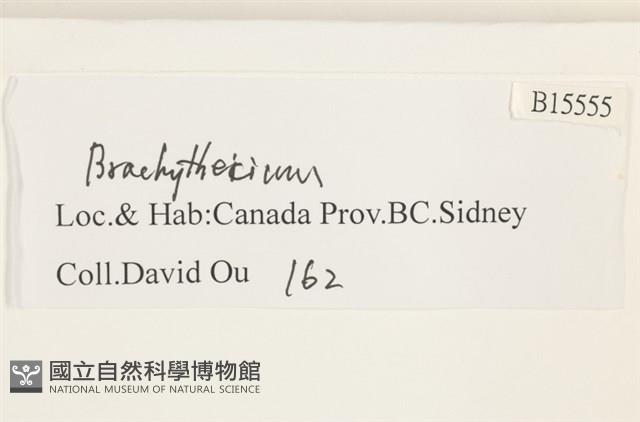 B15555
Brachythecium
Loc.& Hab:Canada Prov.BC.Sidney
Coll.David Ou 162
國立自然科學博物館
NATIONAL MUSEUM OF NATURAL SCIENCE